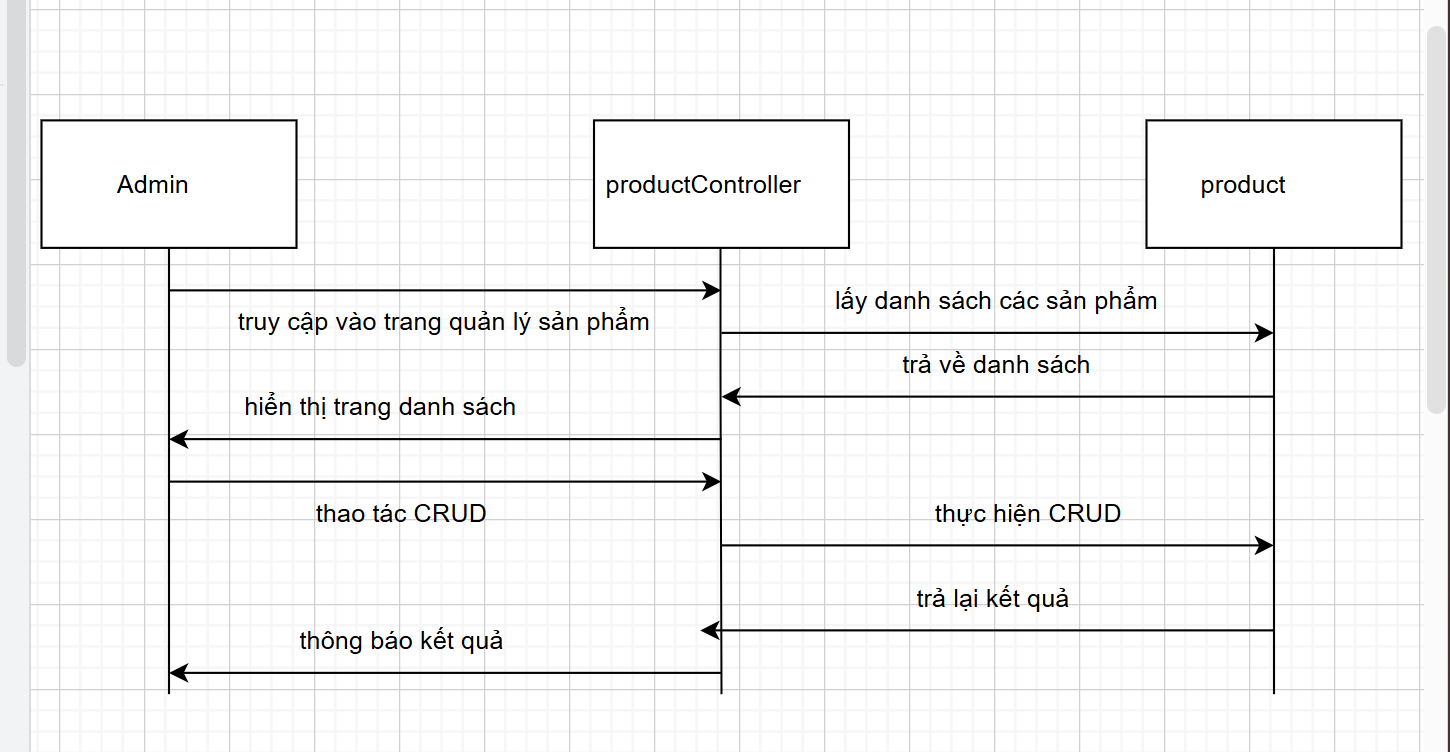 Admin
productController
product
truy cập vào trang quản lý sản phẩm
lấy danh sách các sản phẩm
trả về danh sách
hiển thị trang danh sách
thao tác CRUD
thực hiện CRUD
trả lại kết quả
thông báo kết quả